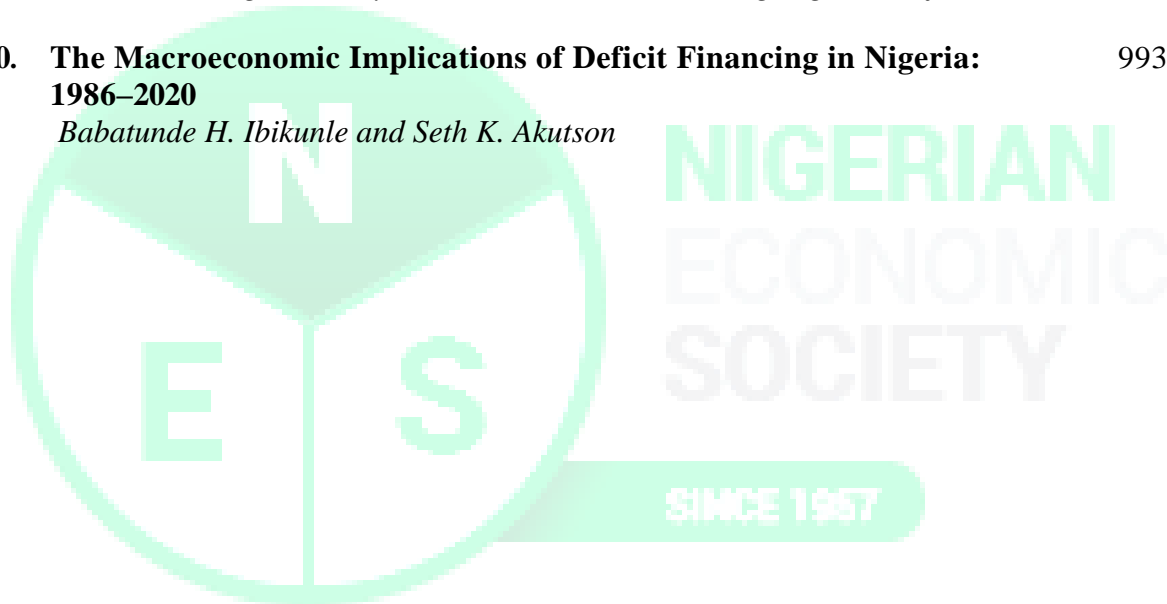 0. The Macroeconomic Implications of Deficit Financing in Nigeria: 993
1986–2020
Babatunde H. Ibikunle and Seth K. Akutson
N
NIGERIAN
ECONOMIC
E S
SOCIETY
SINCE 1957